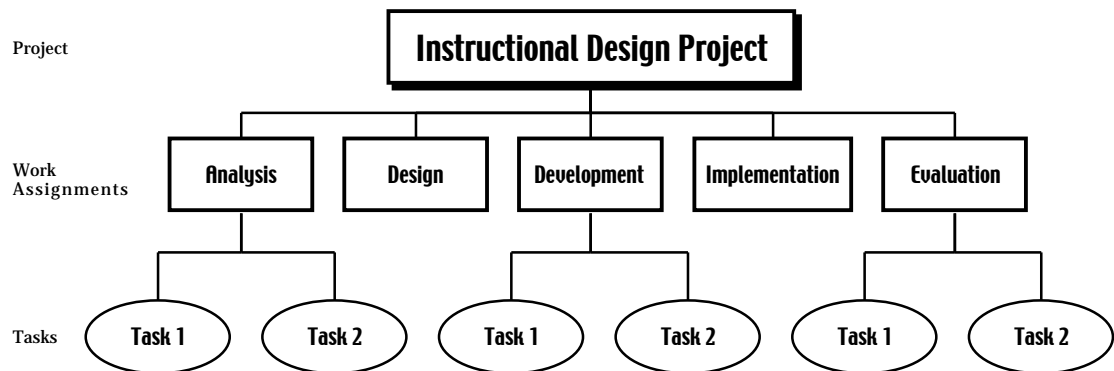 Project
Instructional Design Project
Work
Assignments
Analysis
Design
Development
Implementation
Evaluation
Tasks
Task 1
Task 2
Task 1
Task 2
Task 1
Task 2